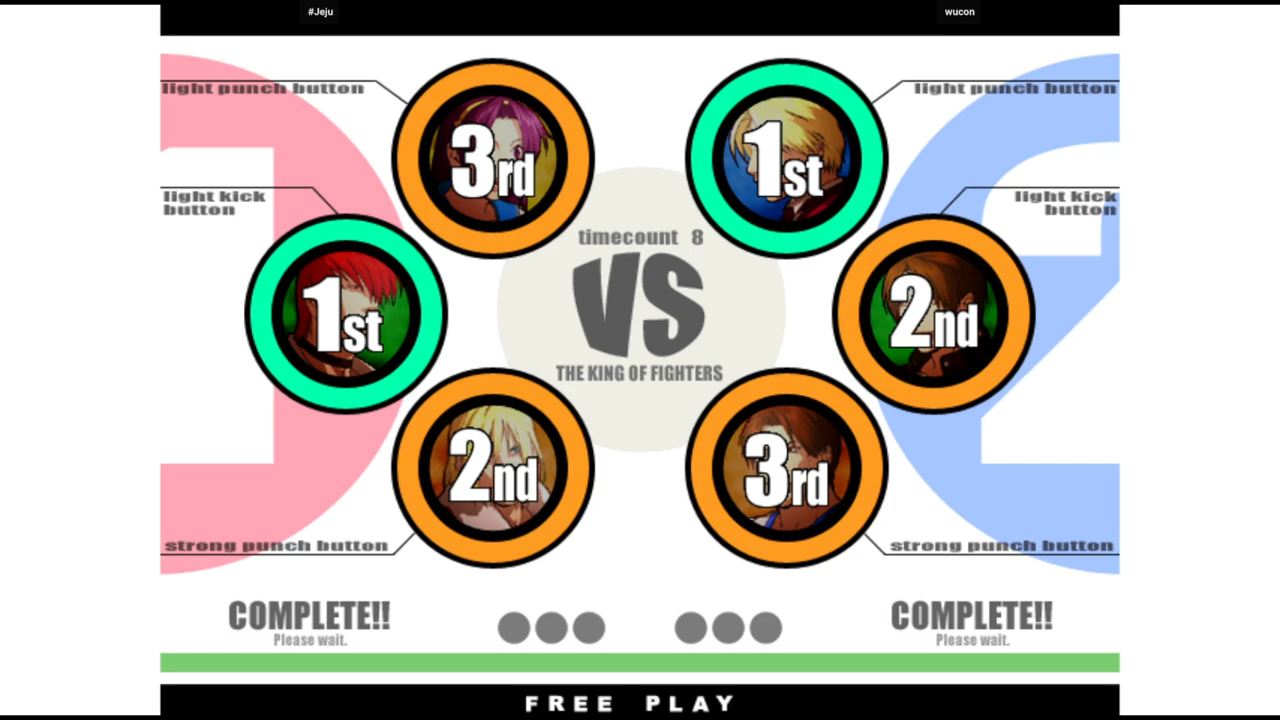 #Jeju
wucon
light punch button
light punch button
3rd
1st
light kick
button
light kick
button
timecount 8
1st
VS
2nd
THE KING OF FIGHTERS
2nd
3rd
strong punch button
strong punch button
COMPLETE!!
Please wait.
COMPLETE!!
Please wait.
FREE PLAY